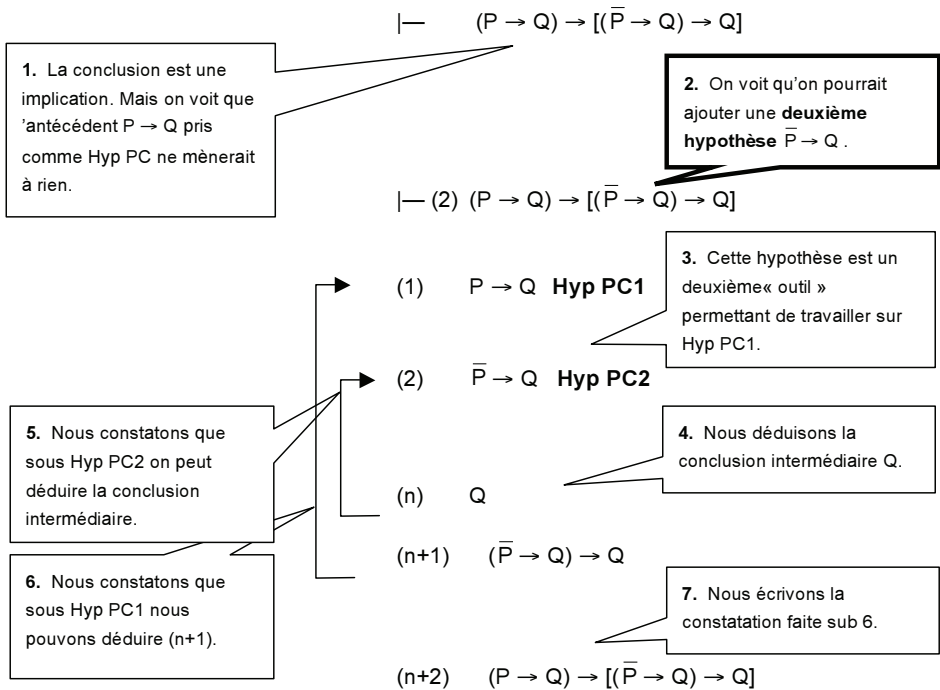 |— (P → Q) → [(P̅ → Q) → Q]
1. La conclusion est une
implication. Mais on voit que
'antécédent P → Q pris
comme Hyp PC ne mènerait
à rien.
2. On voit qu'on pourrait
ajouter une deuxième
hypothèse P̅ → Q .
|— (2) (P → Q) → [(P̅ → Q) → Q]
3. Cette hypothèse est un
deuxième« outil »
permettant de travailler sur
Hyp PC1.
(1) P → Q Hyp PC1
(2) P̅ → Q Hyp PC2
4. Nous déduisons la
conclusion intermédiaire Q.
5. Nous constatons que
sous Hyp PC2 on peut
déduire la conclusion
intermédiaire.
(n) Q
(n+1) (P̅ → Q) → Q
6. Nous constatons que
sous Hyp PC1 nous
pouvons déduire (n+1).
7. Nous écrivons la
constatation faite sub 6.
(n+2) (P → Q) → [(P̅ → Q) → Q]